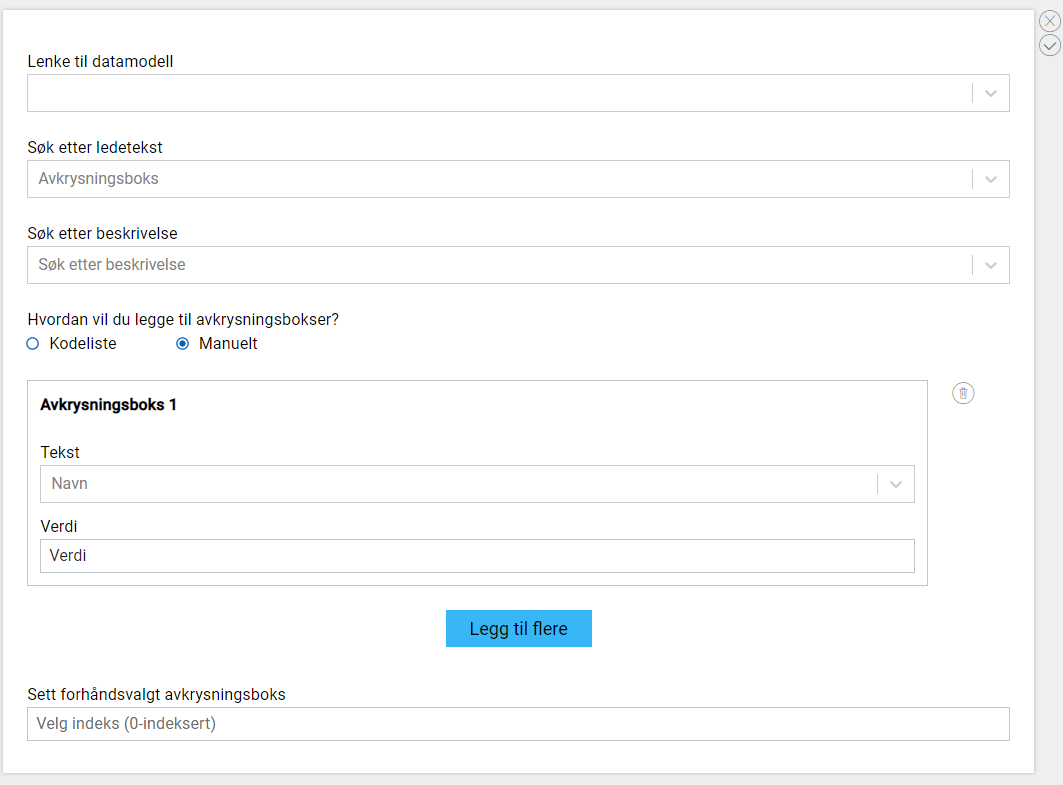 Lenke til datamodell
Søk etter ledetekst
Avkrysningsboks
Søk etter beskrivelse
Søk etter beskrivelse
Hvordan vil du legge til avkrysningsbokser?
Kodeliste Manuelt
Avkrysningsboks 1
Tekst
Navn
Verdi
Verdi
Legg til flere
Sett forhåndsvalgt avkrysningsboks
Velg indeks (0-indeksert)